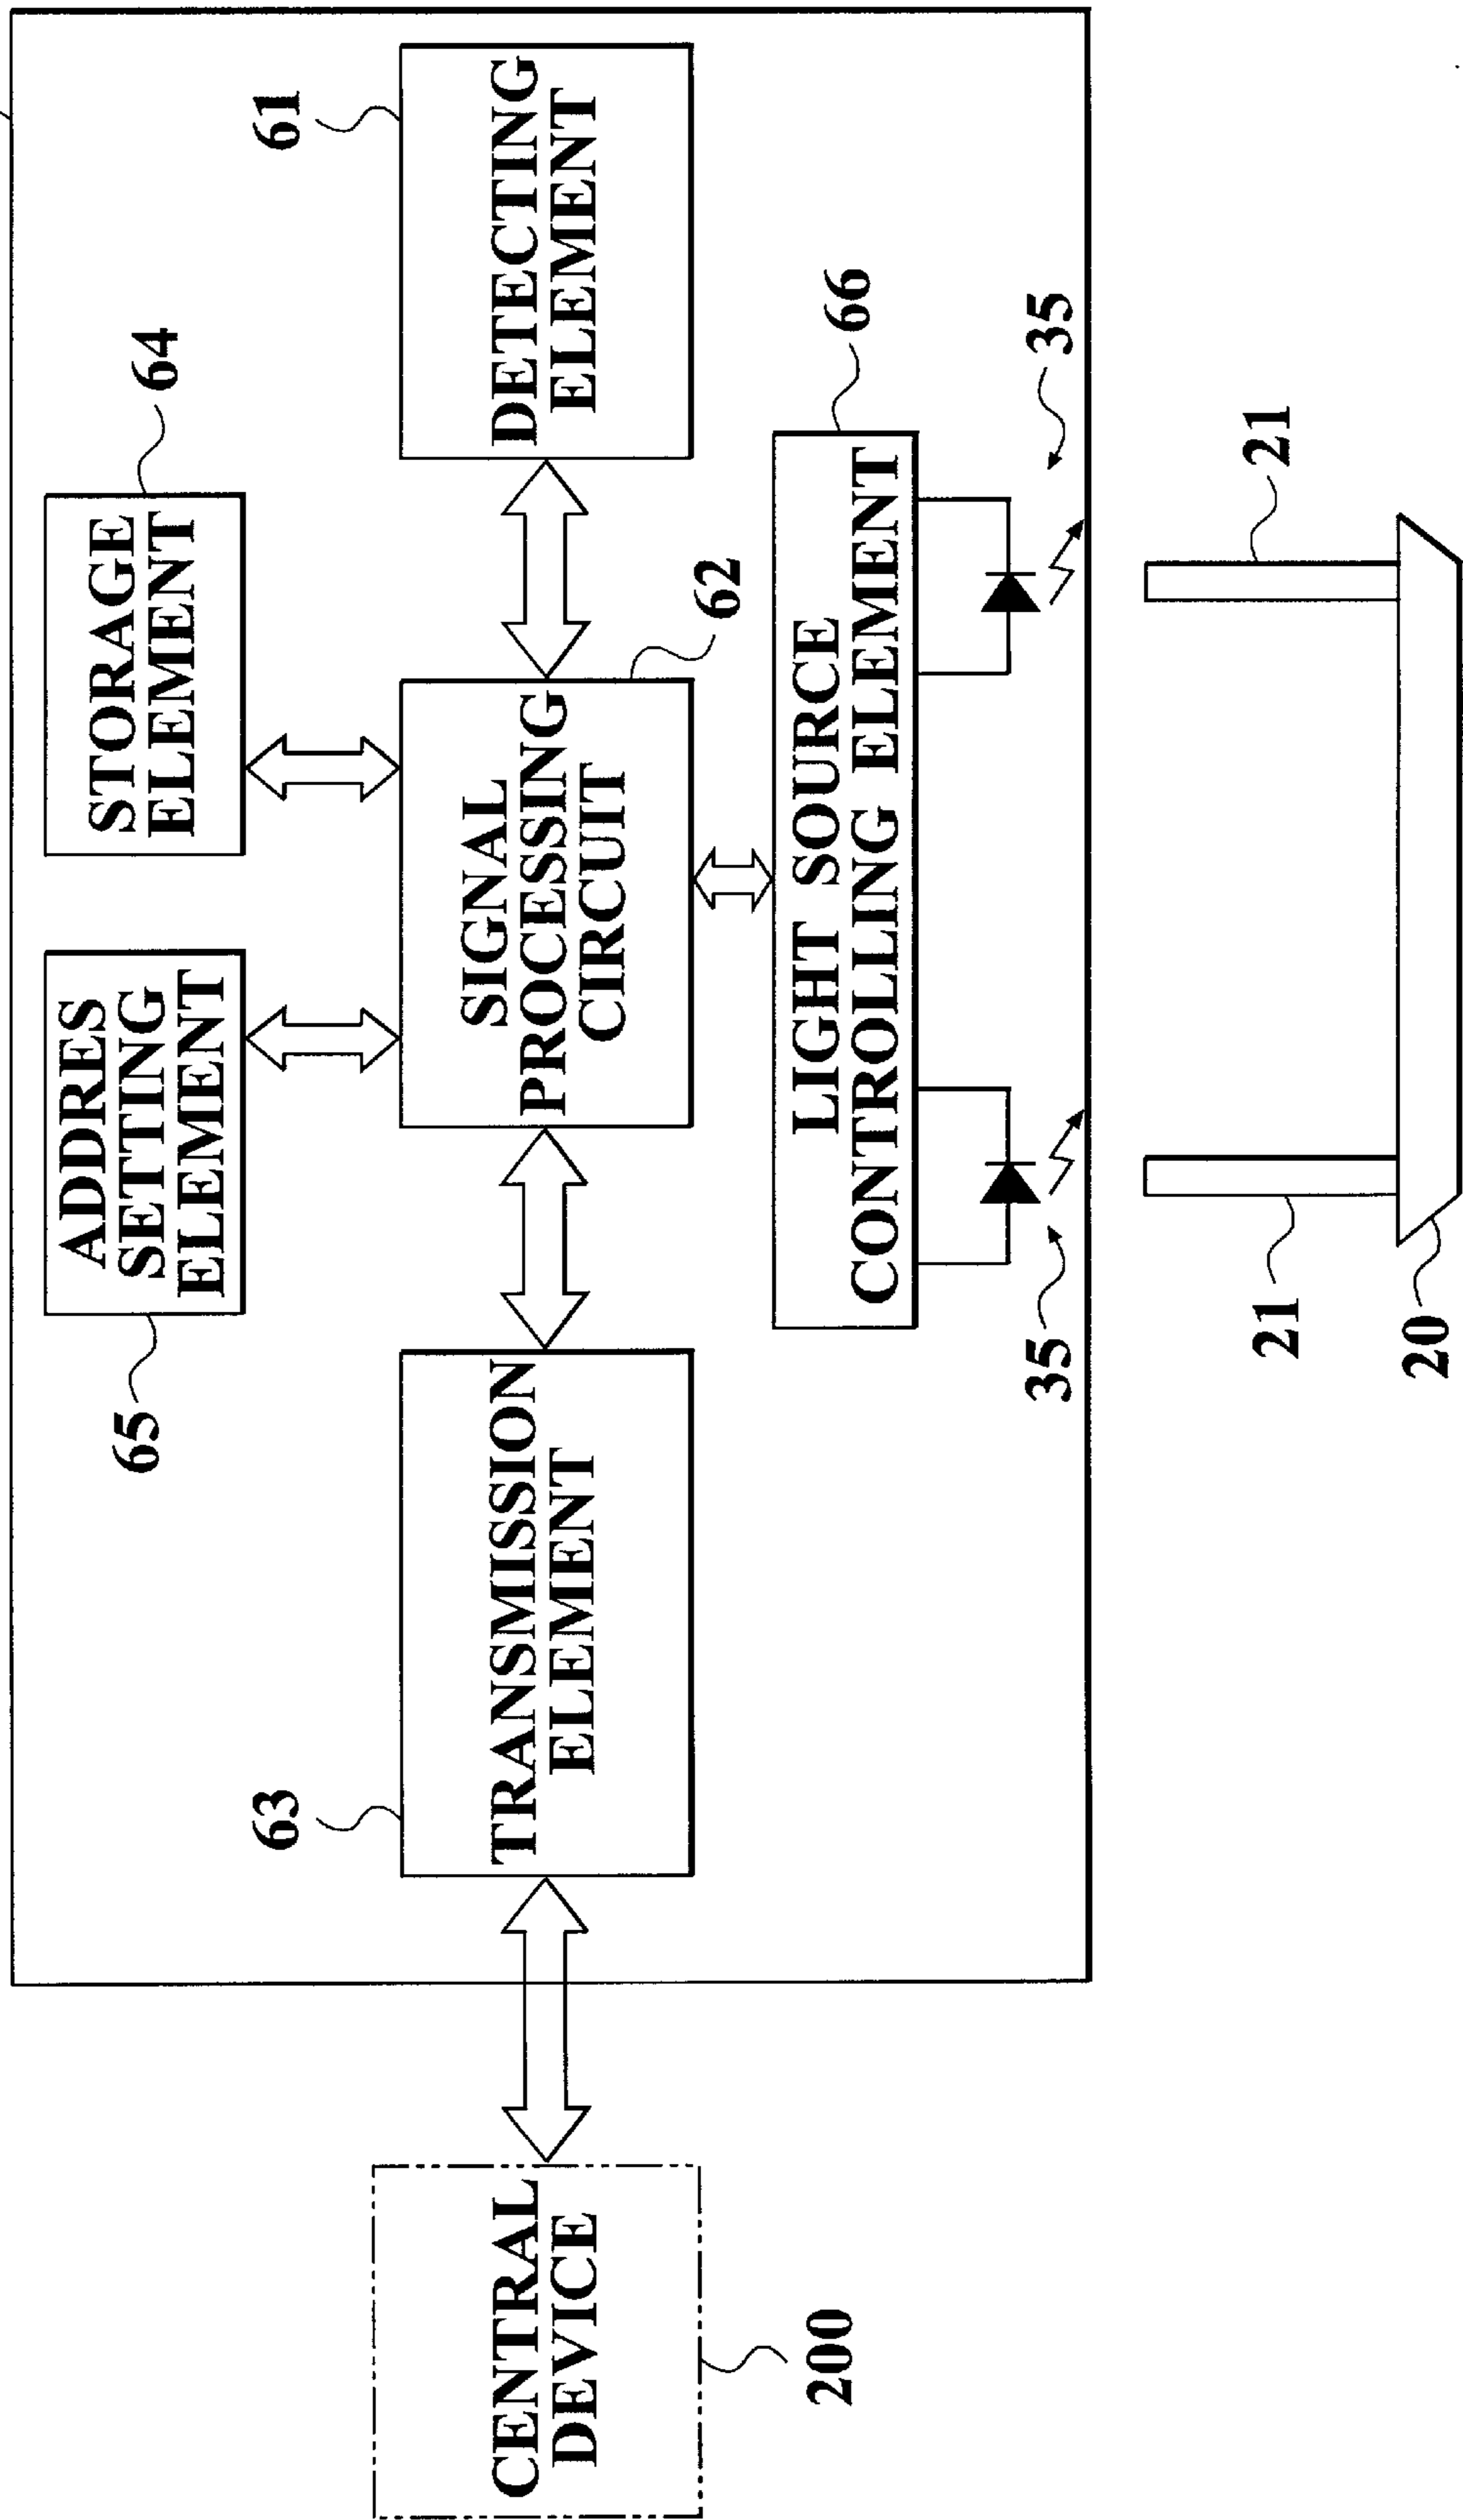 65
ADDRES
SETTING
ELEMENT
STORAGE
ELEMENT
64
63
61
CENTRAL
DEVICE
TRANSMISSION
ELEMENT
SIGNAL
PROCESSING
CIRCUIT
DETECTING
ELEMENT
62
200
LIGHT SOURCE
CONTROLLING ELEMENT
66
35
35
21
21
20